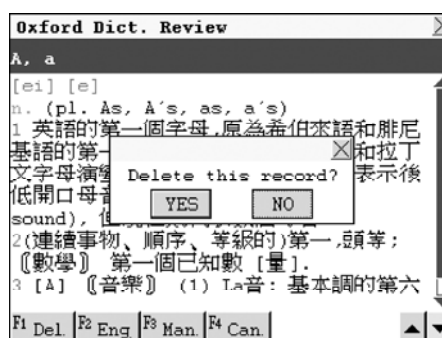 Oxford Dict. Review
A, a
[ei] [e]
n. (pl. As, A's, as, a's)
1 英語的第一個字母,原為希伯來語和腓尼
基語的第一 和拉丁
文字母演變 表示後
低開口母音
Delete this record?
YES NO
sound),
2(連續事物、順序、等級的)第一,頭等;
〖數學〗 第一個已知數 [量].
3 [A] 〖音樂〗 (1) La音: 基本調的第六
F1 Del. F2 Eng F3 Man. F4 Can.